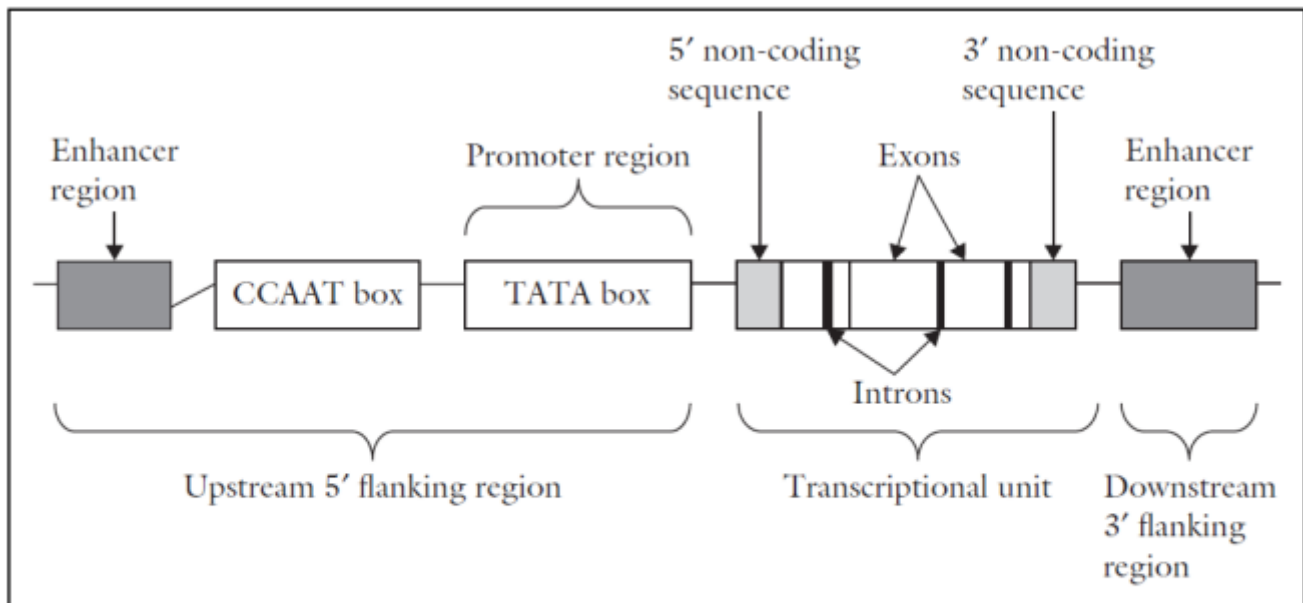 5′ non-coding
sequence
3′ non-coding
sequence
Enhancer
region
Promoter region
Exons
Enhancer
region
CCAAT box
TATA box
Introns
Upstream 5′ flanking region
Transcriptional unit
Downstream
3′ flanking
region